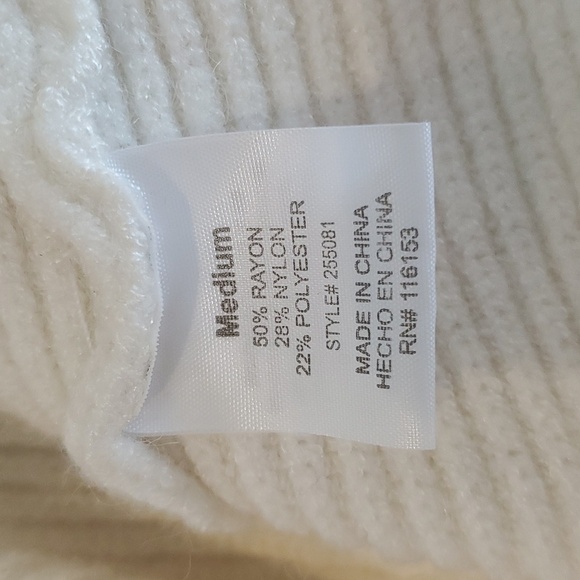 Medium
50% RAYON
28% NYLON
22% POLYESTER
STYLE# 255081
MADE IN CHINA
HECHO EN CHINA
RN# 116153